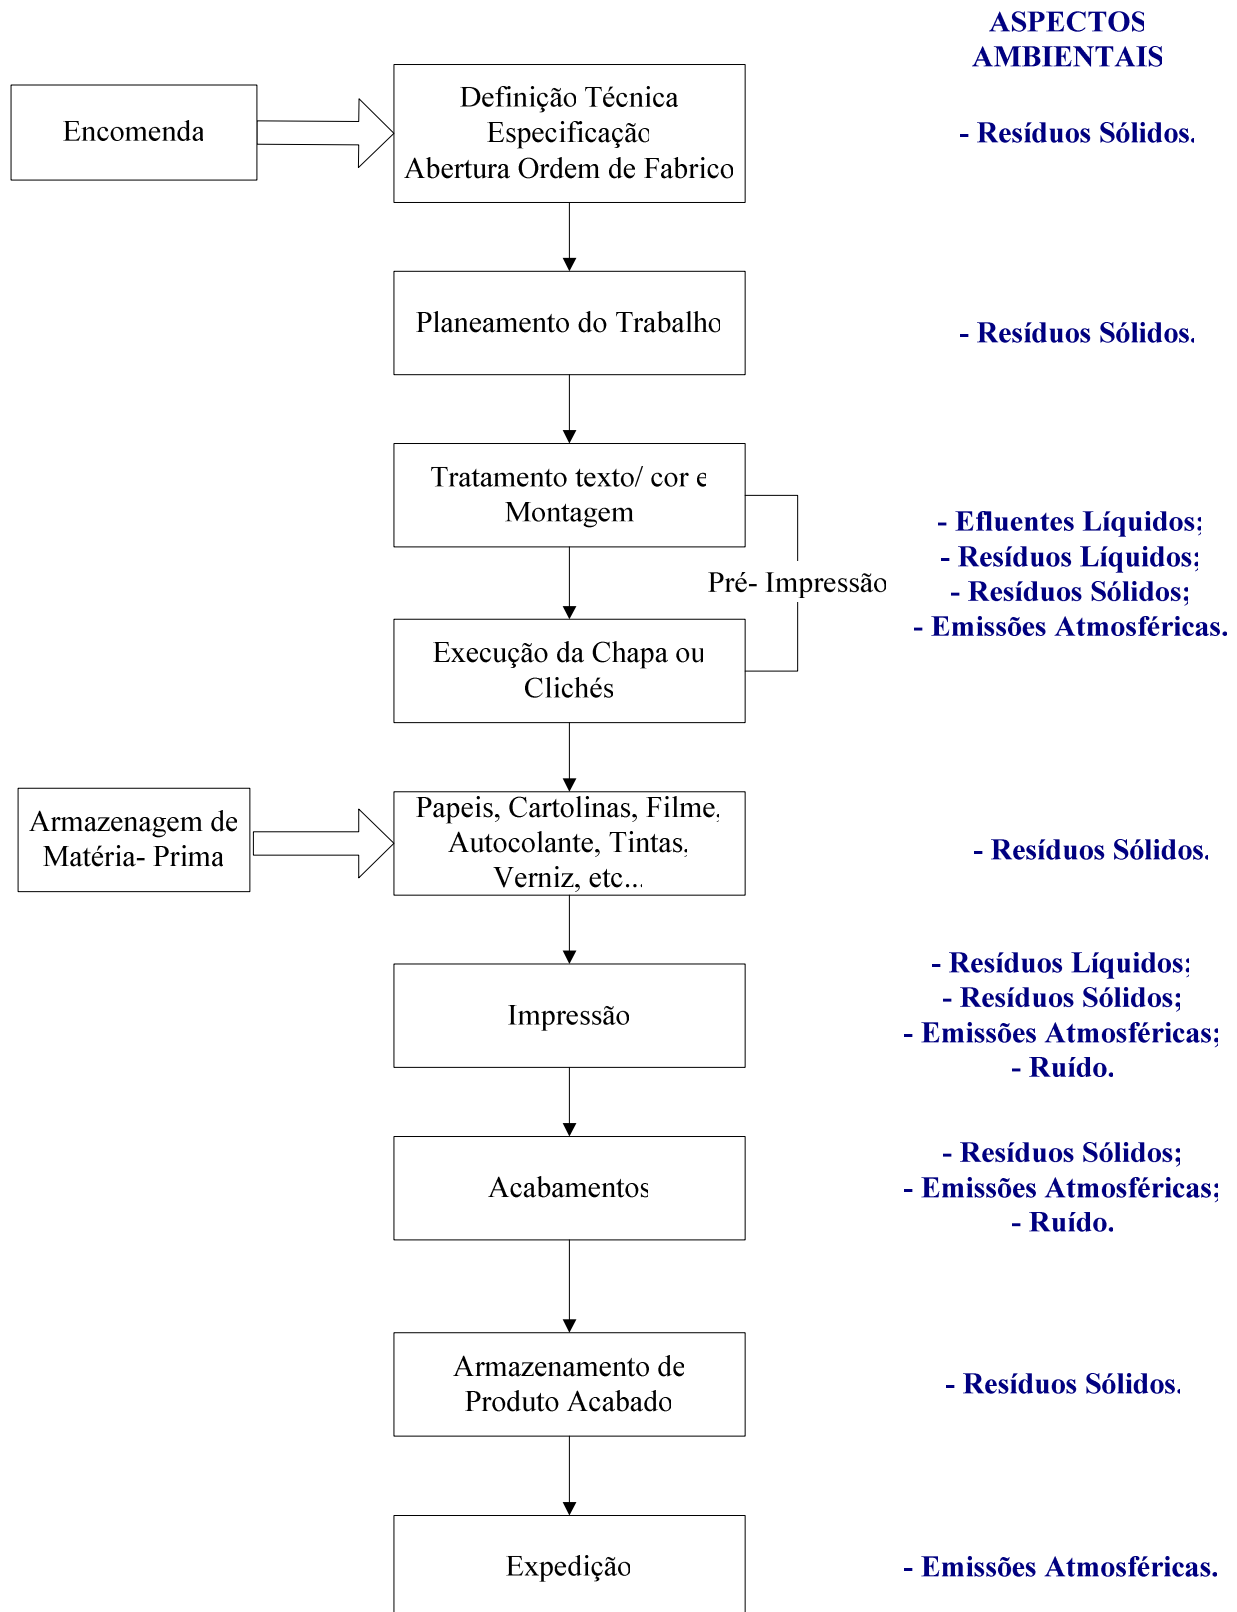 ASPECTOS
AMBIENTAIS
Encomenda
Definição Técnica
Especificação
Abertura Ordem de Fabrico
- Resíduos Sólidos.
Planeamento do Trabalho
- Resíduos Sólidos.
Tratamento texto/ cor e
Montagem
Pré- Impressão
- Efluentes Líquidos;
- Resíduos Líquidos;
- Resíduos Sólidos;
- Emissões Atmosféricas.
Execução da Chapa ou
Clichés
Armazenagem de
Matéria- Prima
Papeis, Cartolinas, Filme,
Autocolante, Tintas,
Verniz, etc...
- Resíduos Sólidos.
Impressão
- Resíduos Líquidos;
- Resíduos Sólidos;
- Emissões Atmosféricas;
- Ruído.
Acabamentos
- Resíduos Sólidos;
- Emissões Atmosféricas;
- Ruído.
Armazenamento de
Produto Acabado
- Resíduos Sólidos.
Expedição
- Emissões Atmosféricas.